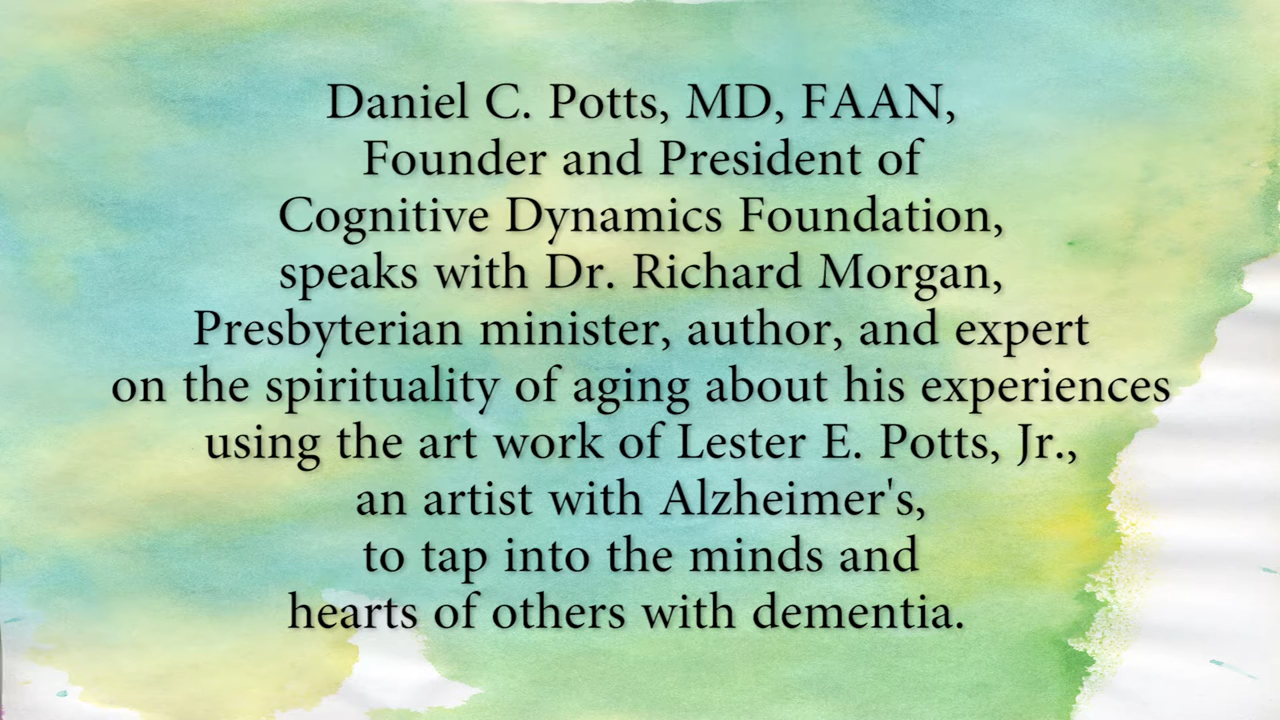 Daniel C. Potts, MD, FAAN,
Founder and President of
Cognitive Dynamics Foundation,
speaks with Dr. Richard Morgan,
Presbyterian minister, author, and expert
on the spirituality of aging about his experiences
using the art work of Lester E. Potts, Jr.,
an artist with Alzheimer's,
to tap into the minds and
hearts of others with dementia.